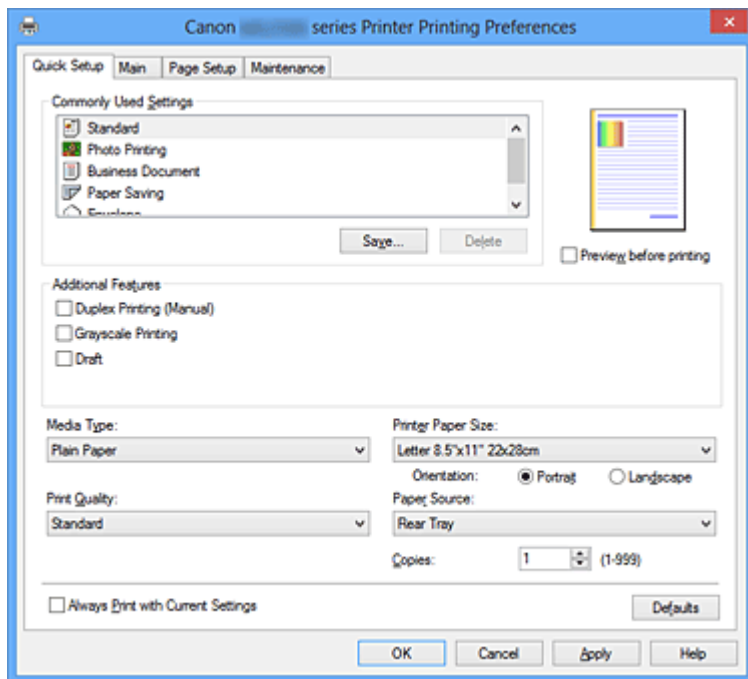 Canon series Printer Printing Preferences
Quick Setup Main Page Setup Maintenance
Commonly Used Settings
Standard
Photo Printing
Business Document
Paper Saving
Envelope
Save... Delete
Preview before printing
Additional Features
Duplex Printing (Manual)
Grayscale Printing
Draft
Media Type:
Plain Paper
Printer Paper Size:
Letter 8.5"x11" 22x28cm
Orientation: Portrait Landscape
Print Quality:
Standard
Paper Source:
Rear Tray
Copies: 1 (1-999)
Always Print with Current Settings
Defaults
OK Cancel Apply Help